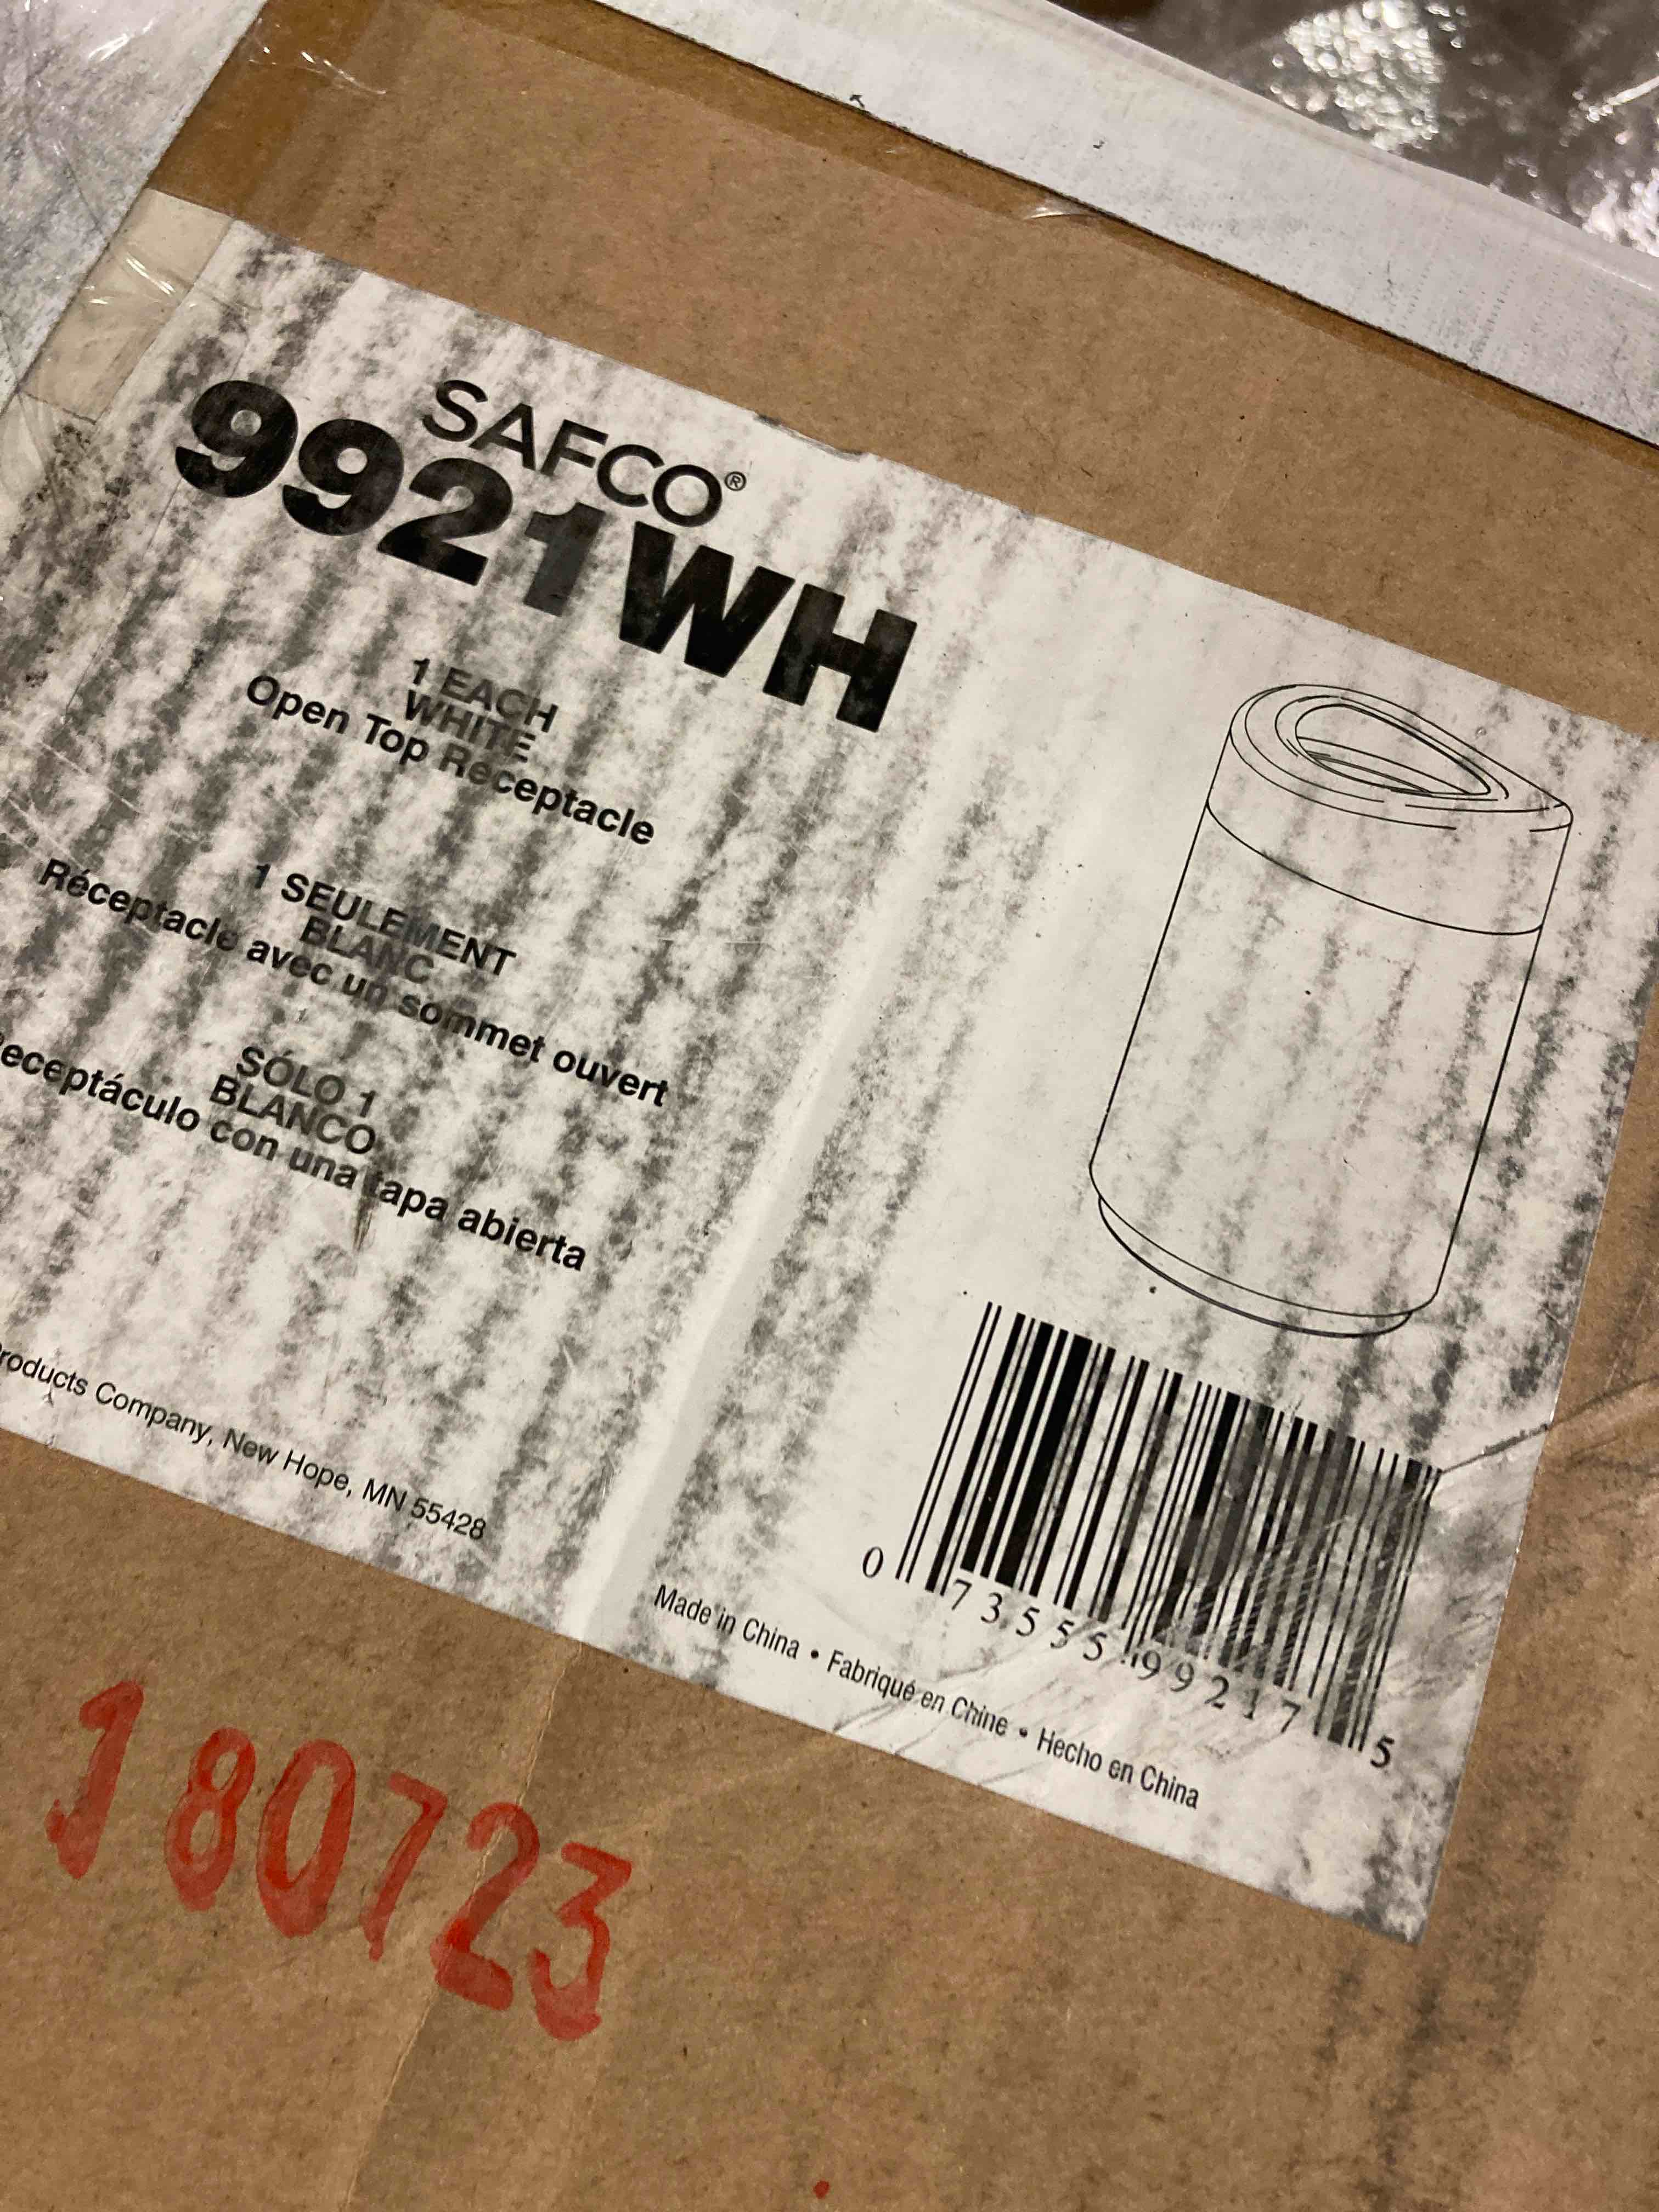 SAFCO®
9921WH
1 EACH
WHITE
Open Top Receptacle
1 SEULEMENT
BLANC
Réceptacle avec un sommet ouvert
SÓLO 1
BLANCO
eceptáculo con una tapa abierta
roducts Company, New Hope, MN 55428
0 73555 99217 5
Made in China • Fabriqué en Chine • Hecho en China
180723